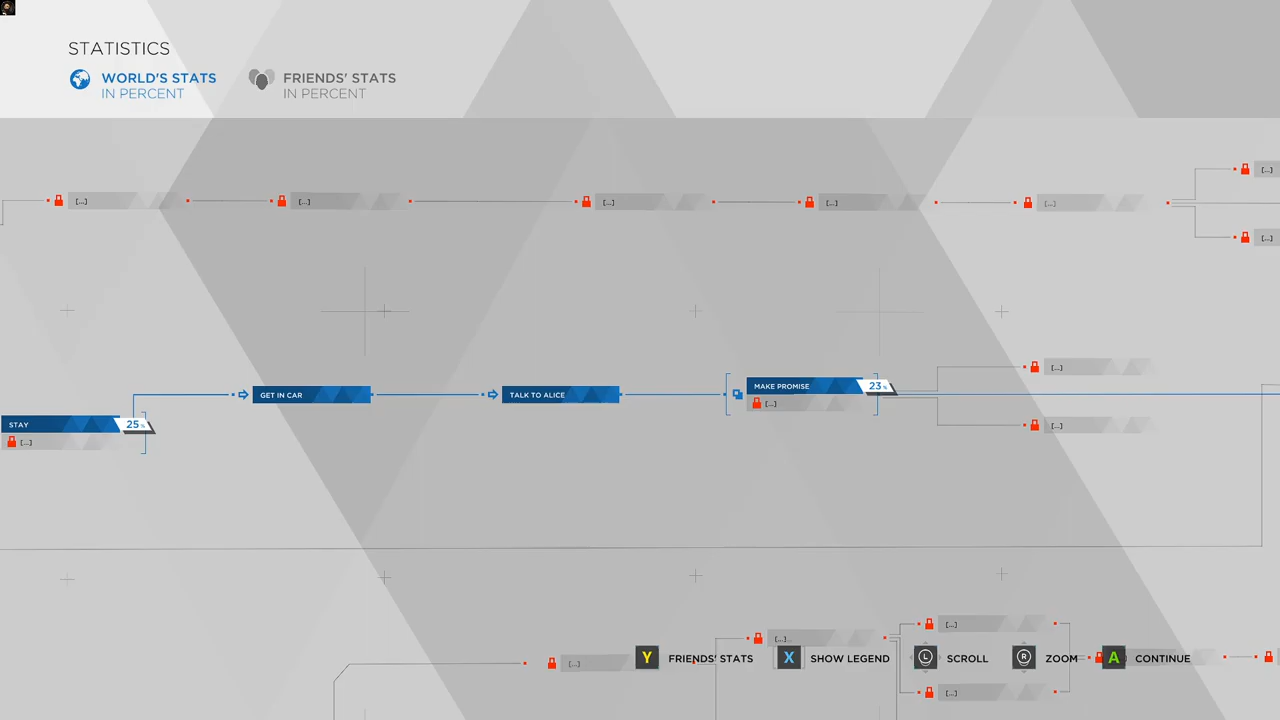 STATISTICS
WORLD'S STATS
IN PERCENT
FRIENDS' STATS
IN PERCENT
[...]
[...]
[...]
[...]
[...]
[...]
[...]
[...]
MAKE PROMISE 23%
GET IN CAR
TALK TO ALICE
[...]
STAY 25%
[...]
[...]
[...]
[...]
[...]
Y FRIENDS' STATS
X SHOW LEGEND
L SCROLL
R ZOOM
A CONTINUE
[...]